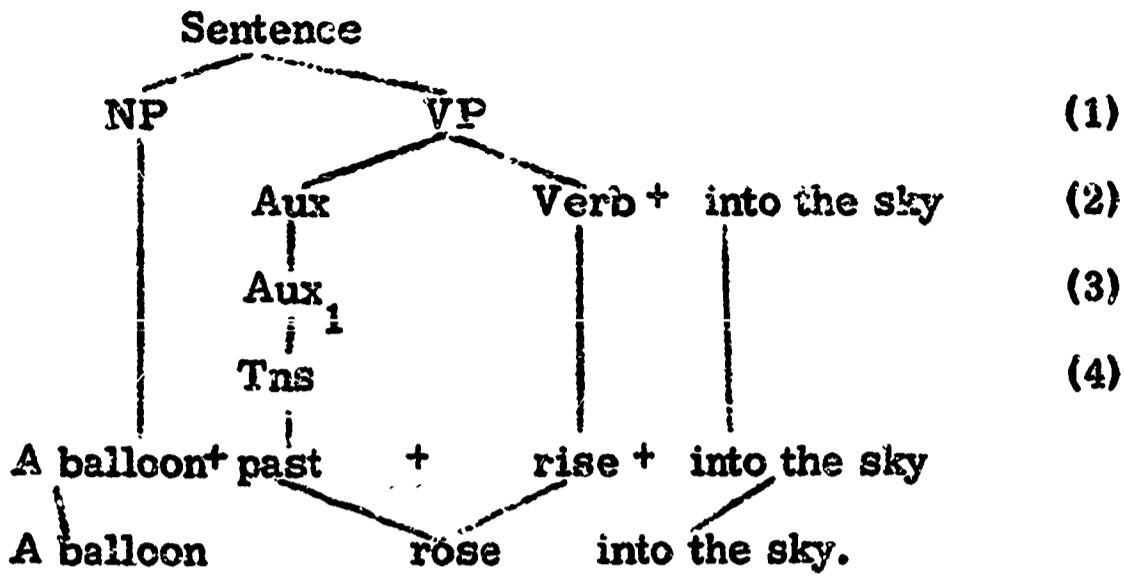 Sentence
NP VP (1)
Aux Verb + into the sky (2)
Aux₁ (3)
Tns (4)
A balloon + past + rise + into the sky
A balloon rose into the sky.